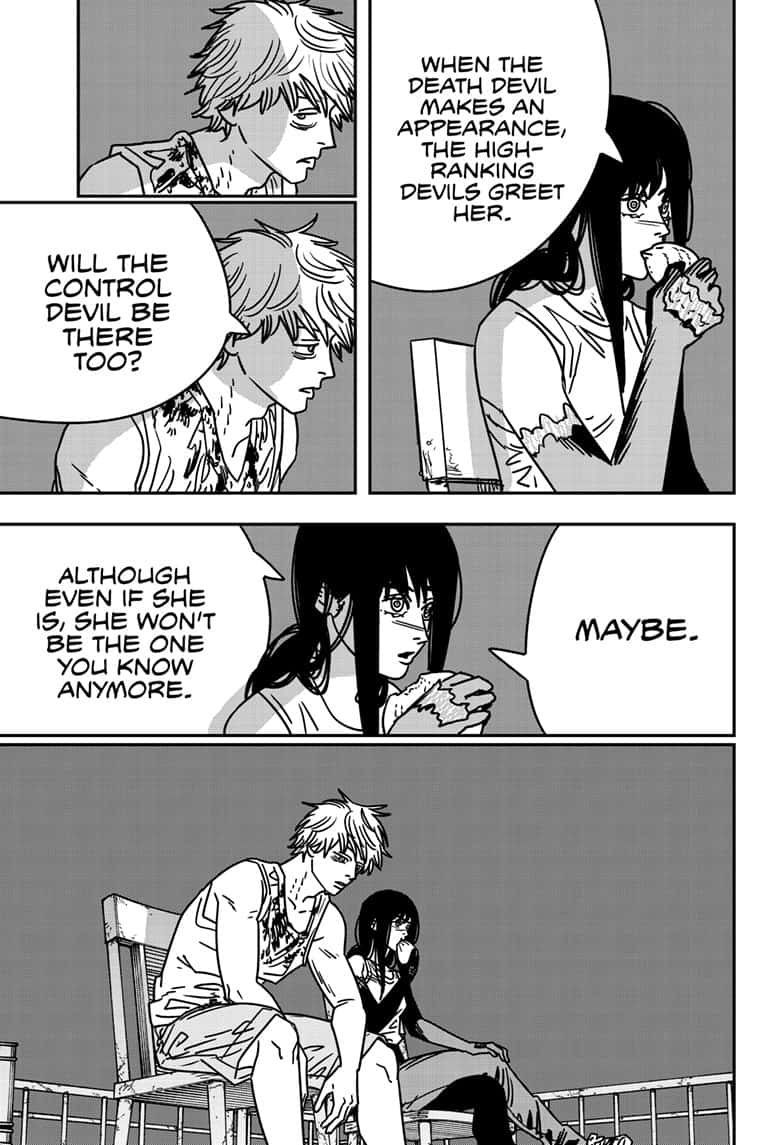 WHEN THE
DEATH DEVIL
MAKES AN
APPEARANCE,
THE HIGH-
RANKING
DEVILS GREET
HER.
WILL THE
CONTROL
DEVIL BE
THERE
TOO?
MAYBE.
ALTHOUGH
EVEN IF SHE
IS, SHE WON'T
BE THE ONE
YOU KNOW
ANYMORE.